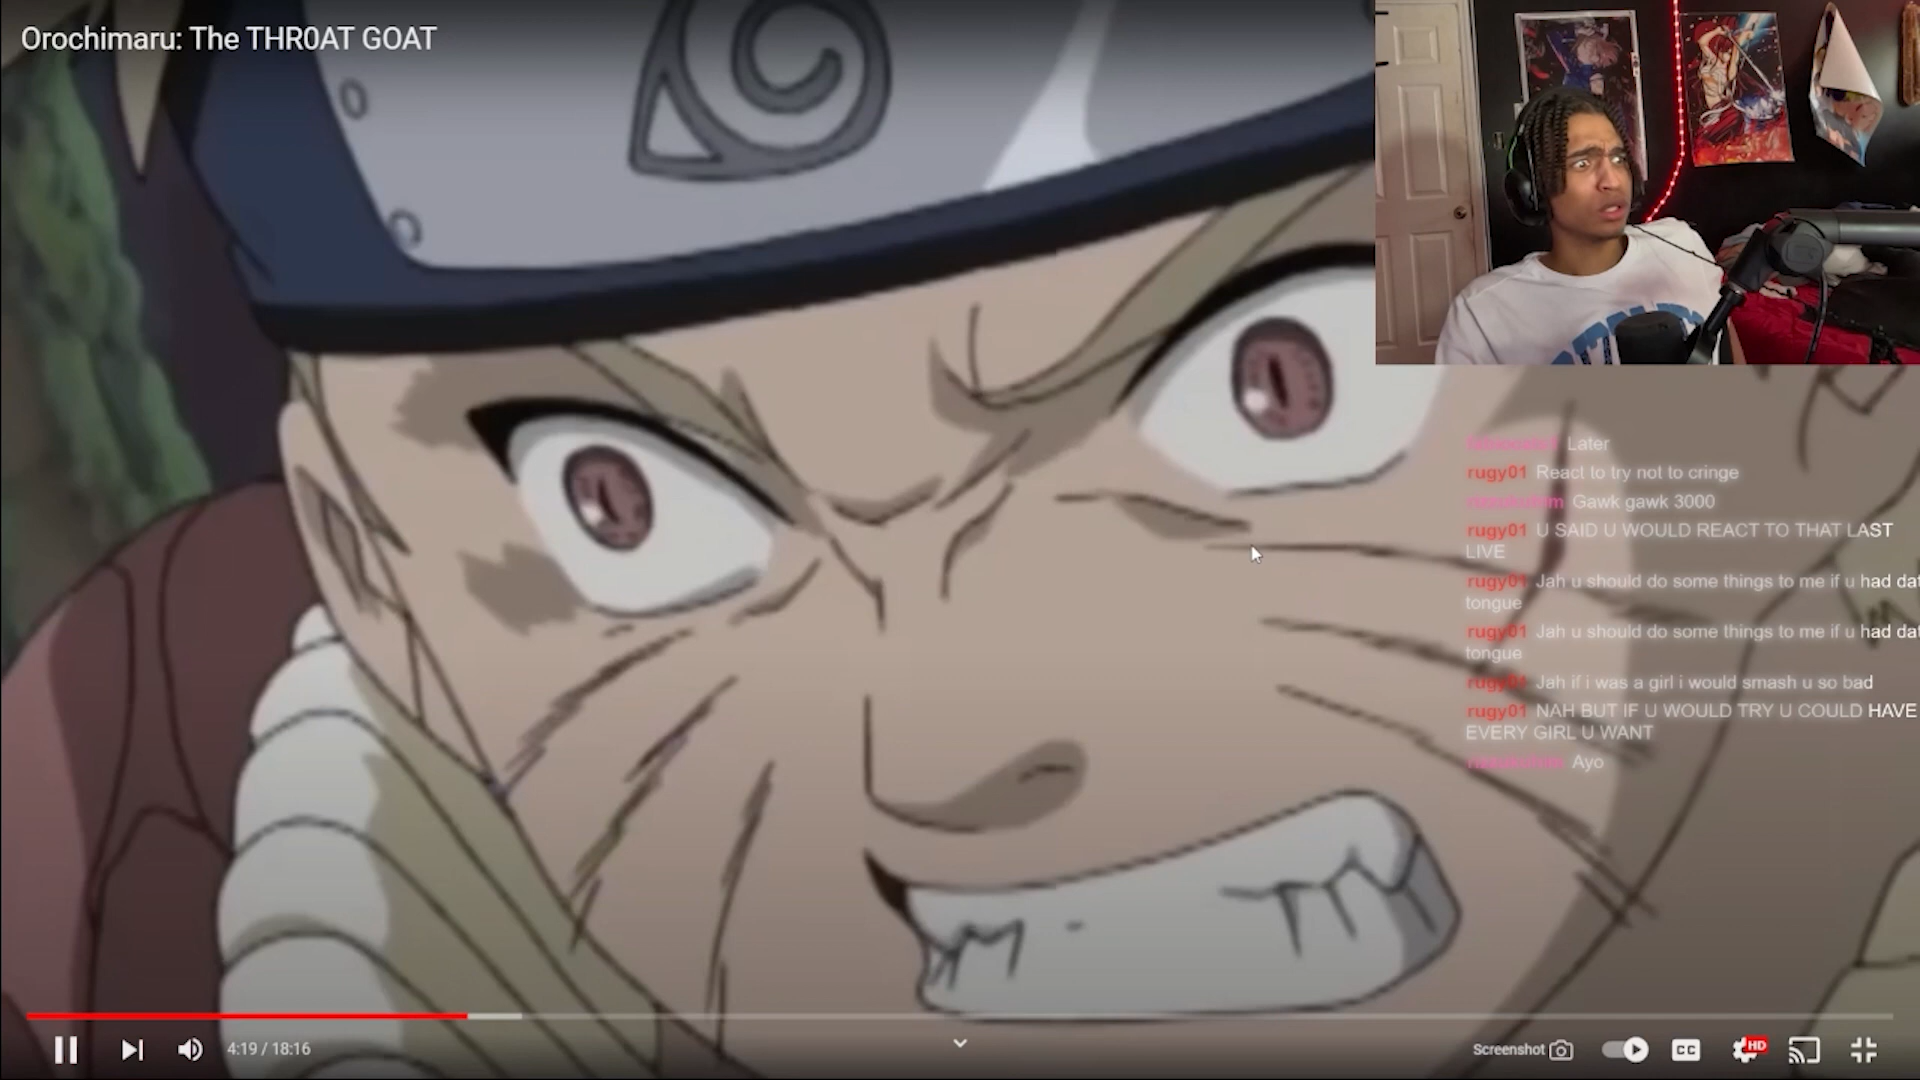 Orochimaru: The THR0AT GOAT
Later
rugy01 React to try not to cringe
Gawk gawk 3000
rugy01 U SAID U WOULD REACT TO THAT LAST
LIVE
rugy01 Jah u should do some things to me if u had dat
tongue
rugy01 Jah u should do some things to me if u had dat
tongue
rugy01 Jah if i was a girl i would smash u so bad
rugy01 NAH BUT IF U WOULD TRY U COULD HAVE
EVERY GIRL U WANT
Ayo
4:19 / 18:16
Screenshot
CC
HD